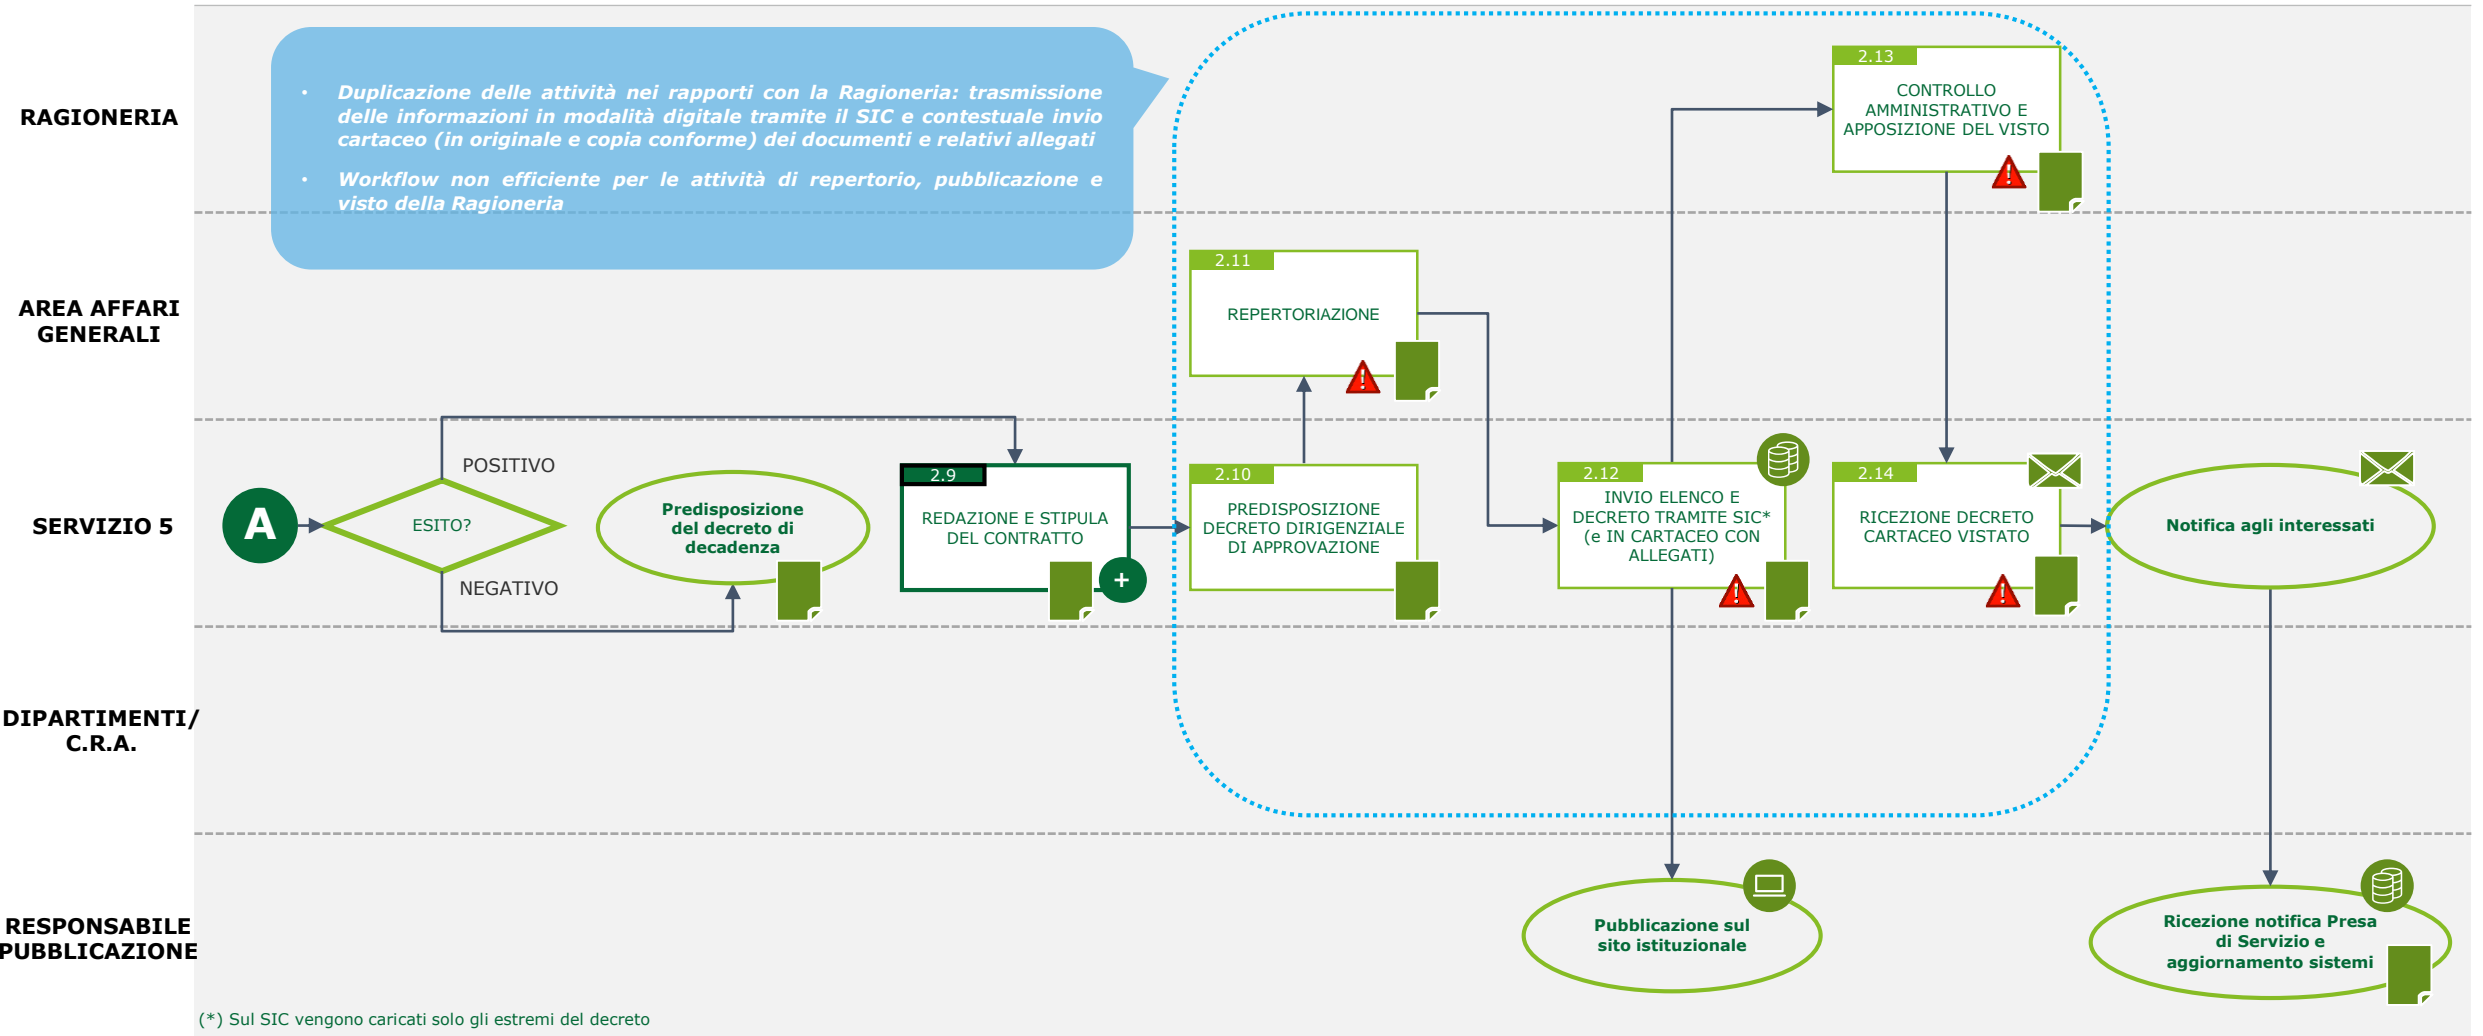 • Duplicazione delle attività nei rapporti con la Ragioneria: trasmissione
delle informazioni in modalità digitale tramite il SIC e contestuale invio
cartaceo (in originale e copia conforme) dei documenti e relativi allegati
• Workflow non efficiente per le attività di repertorio, pubblicazione e
visto della Ragioneria
RAGIONERIA
2.13
CONTROLLO
AMMINISTRATIVO E
APPOSIZIONE DEL VISTO
AREA AFFARI
GENERALI
2.11
REPERTORIAZIONE
SERVIZIO 5
A
ESITO?
POSITIVO
NEGATIVO
Predisposizione
del decreto di
decadenza
2.9
REDAZIONE E STIPULA
DEL CONTRATTO
+
2.10
PREDISPOSIZIONE
DECRETO DIRIGENZIALE
DI APPROVAZIONE
2.12
INVIO ELENCO E
DECRETO TRAMITE SIC*
(e IN CARTACEO CON
ALLEGATI)
2.14
RICEZIONE DECRETO
CARTACEO VISTATO
Notifica agli interessati
DIPARTIMENTI/
C.R.A.
RESPONSABILE
PUBBLICAZIONE
Pubblicazione sul
sito istituzionale
Ricezione notifica Presa
di Servizio e
aggiornamento sistemi
(*) Sul SIC vengono caricati solo gli estremi del decreto